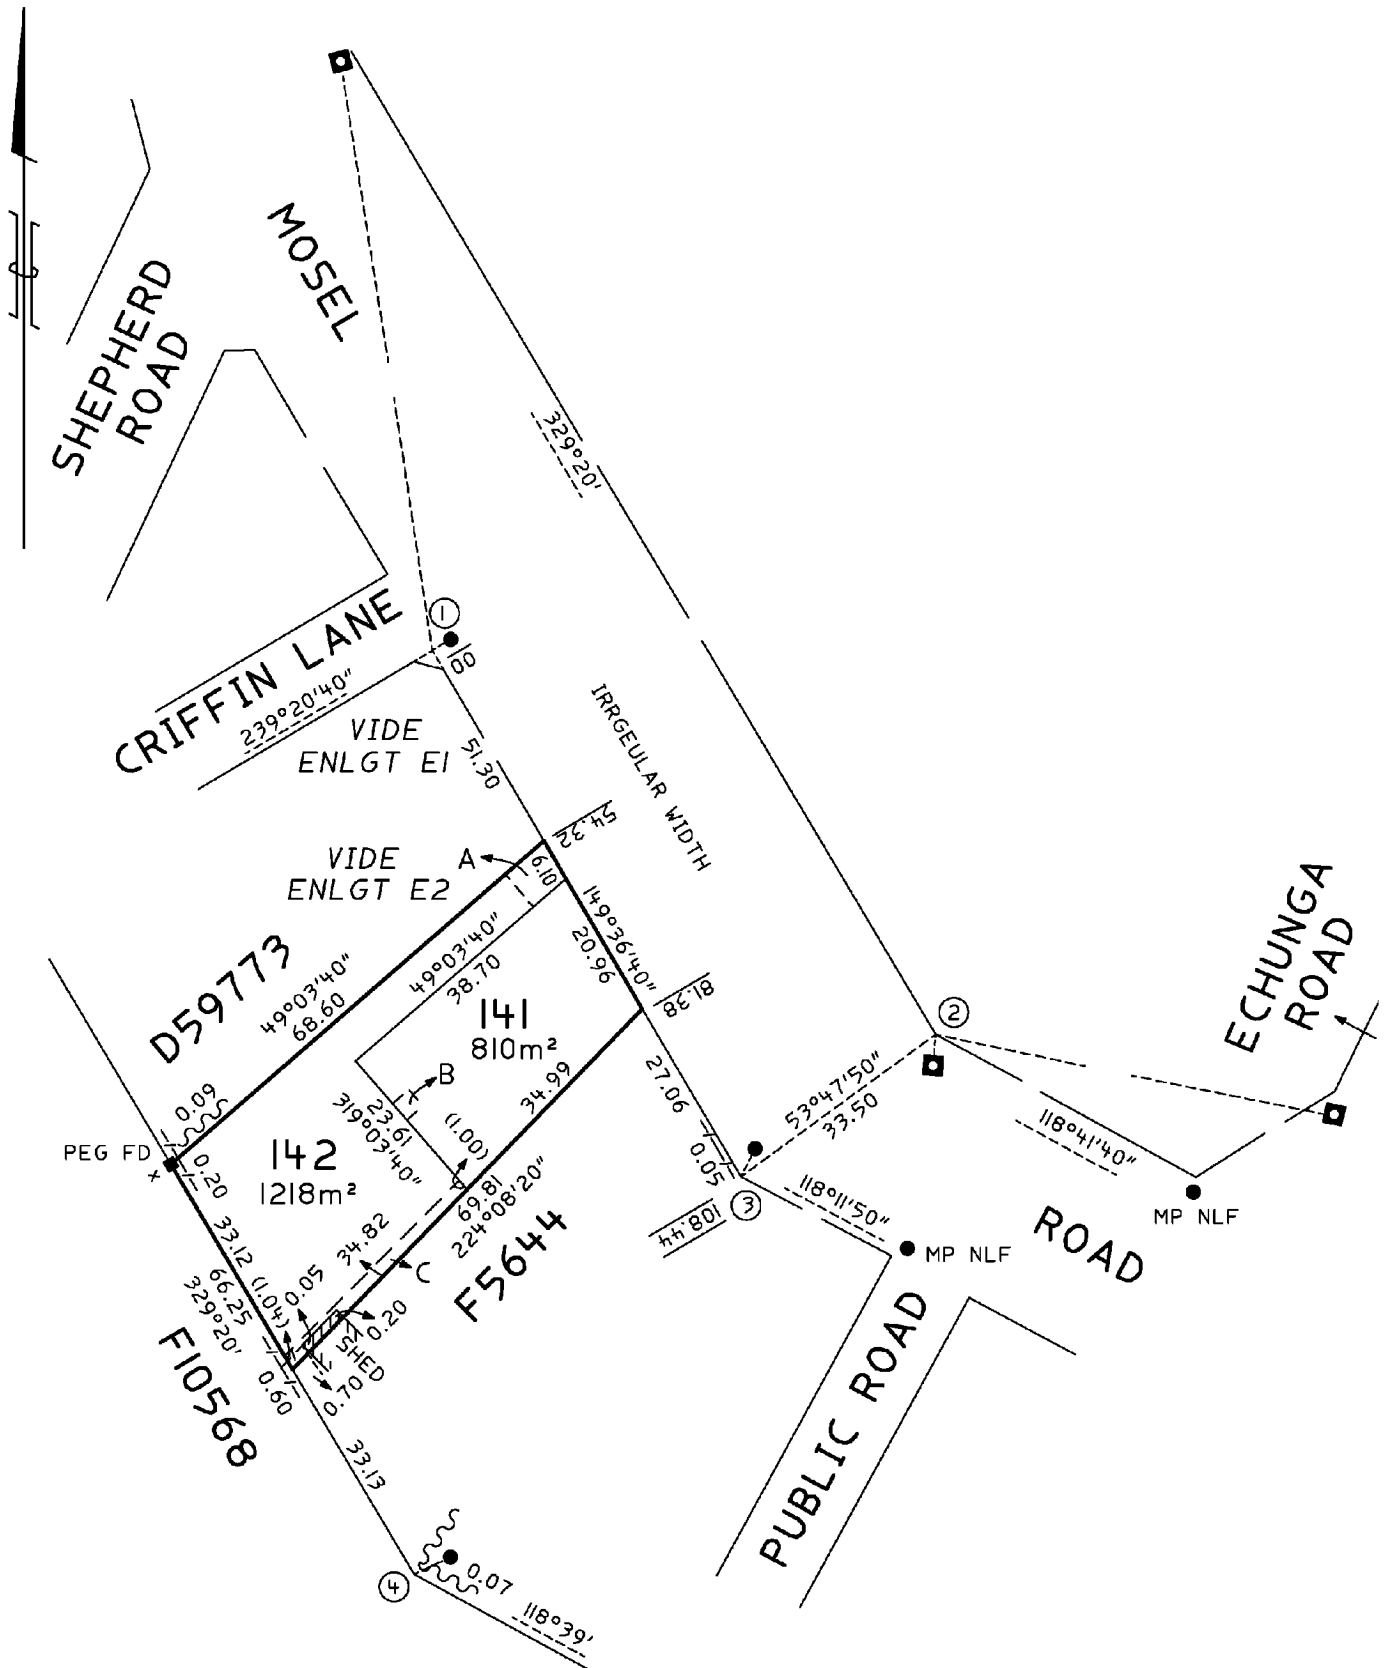 MOSEL
SHEPHERD
ROAD
329°20'
1
00
CRIFFIN LANE
239°20'40"
VIDE
ENLGT E1
51.30
IRRGEULAR WIDTH
54.32
VIDE
ENLGT E2
A
6.10
149°36'40"
20.96
49°03'40"
38.70
D59773
49°03'40"
68.60
141
810m²
81.38
ECHUNGA
ROAD
2
53°47'50"
33.50
118°41'40"
27.06
0.05
3
108.44
118°11'50"
MP NLF
MP NLF
ROAD
PUBLIC ROAD
B
23.61
319°03'40"
(1.00)
34.99
0.09
PEG FD
x
0.20
142
1218m²
69.81
224°08'20"
34.82
C
F5644
33.12
66.25
329°20'
(1.04)
0.05
0.20
SHED
0.70
0.60
F10568
33.13
4
0.07
118°39'